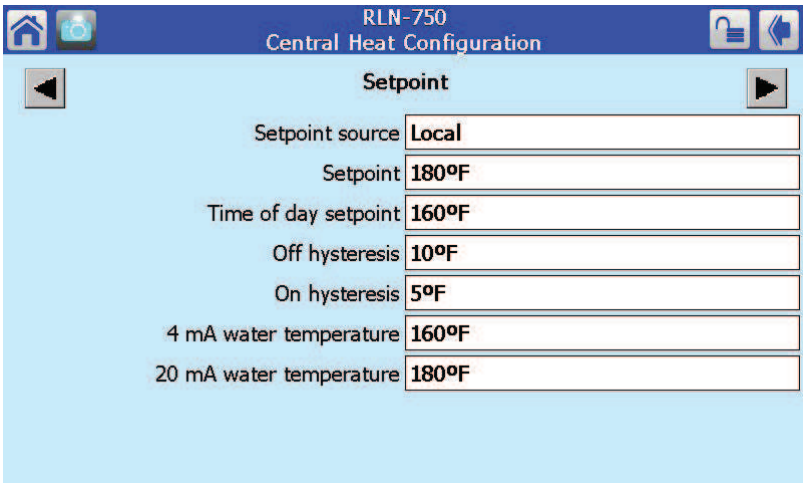 RLN-750
Central Heat Configuration
Setpoint
Setpoint source Local
Setpoint 180ºF
Time of day setpoint 160ºF
Off hysteresis 10ºF
On hysteresis 5ºF
4 mA water temperature 160ºF
20 mA water temperature 180ºF